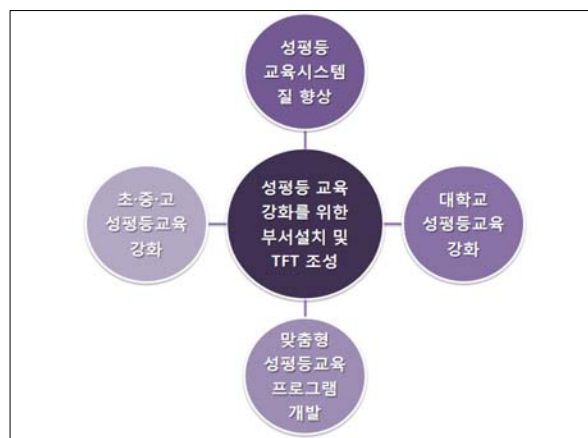 성평등
교육시스템
질 향상
초·중·고
성평등교육
강화
성평등 교육
강화를 위한
부서설치 및
TFT 조성
대학교
성평등교육
강화
맞춤형
성평등교육
프로그램
개발